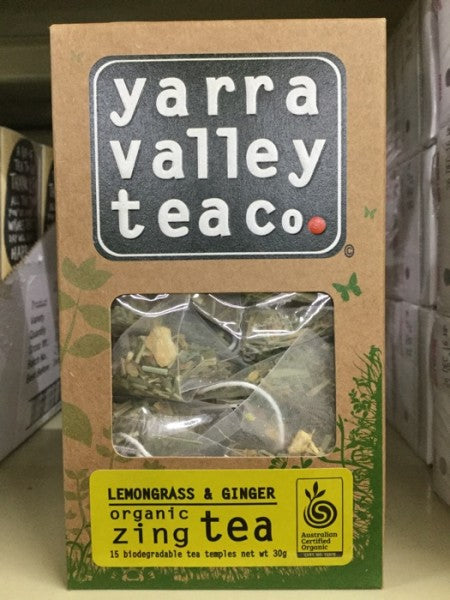 yarra
valley
tea co.
©
LEMONGRASS & GINGER
organic
zing tea
15 biodegradable tea temples net wt 30g
Australian
Certified
Organic